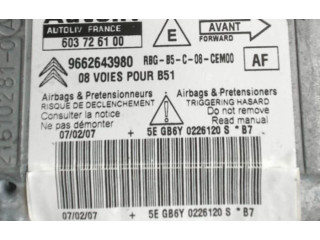 Autoliv
AUTOLIV FRANCE
603 72 61 00
E
AVANT
FORWARD
9662643980 RBG-B5-C-08-CEM00
08 VOIES POUR B51
AF
Airbags & Pretensionneurs
RISQUE DE DECLENCHEMENT
Consulter la notice
Ne pas démonter
Airbags & Pretensioners
TRIGGERING HAZARD
Do not remove
Read manual
07/02/07 + 5E GB6Y 0226120 S *B7
07/02/07 + 5E GB6Y 0226120 S *B7